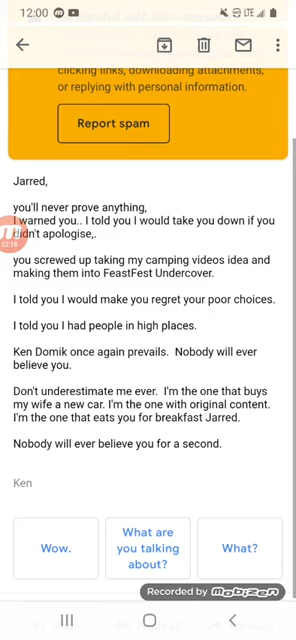 12:00
LTE
clicking links, downloading attachments,
or replying with personal information.
Report spam
Jarred,
you'll never prove anything,
I warned you.. I told you I would take you down if you
didn't apologise,.
02:18
you screwed up taking my camping videos idea and
making them into FeastFest Undercover.
I told you I would make you regret your poor choices.
I told you I had people in high places.
Ken Domik once again prevails. Nobody will ever
believe you.
Don't underestimate me ever. I'm the one that buys
my wife a new car. I'm the one with original content.
I'm the one that eats you for breakfast Jarred.
Nobody will ever believe you for a second.
Ken
Wow.
What are
you talking
about?
What?
Recorded by mobizen